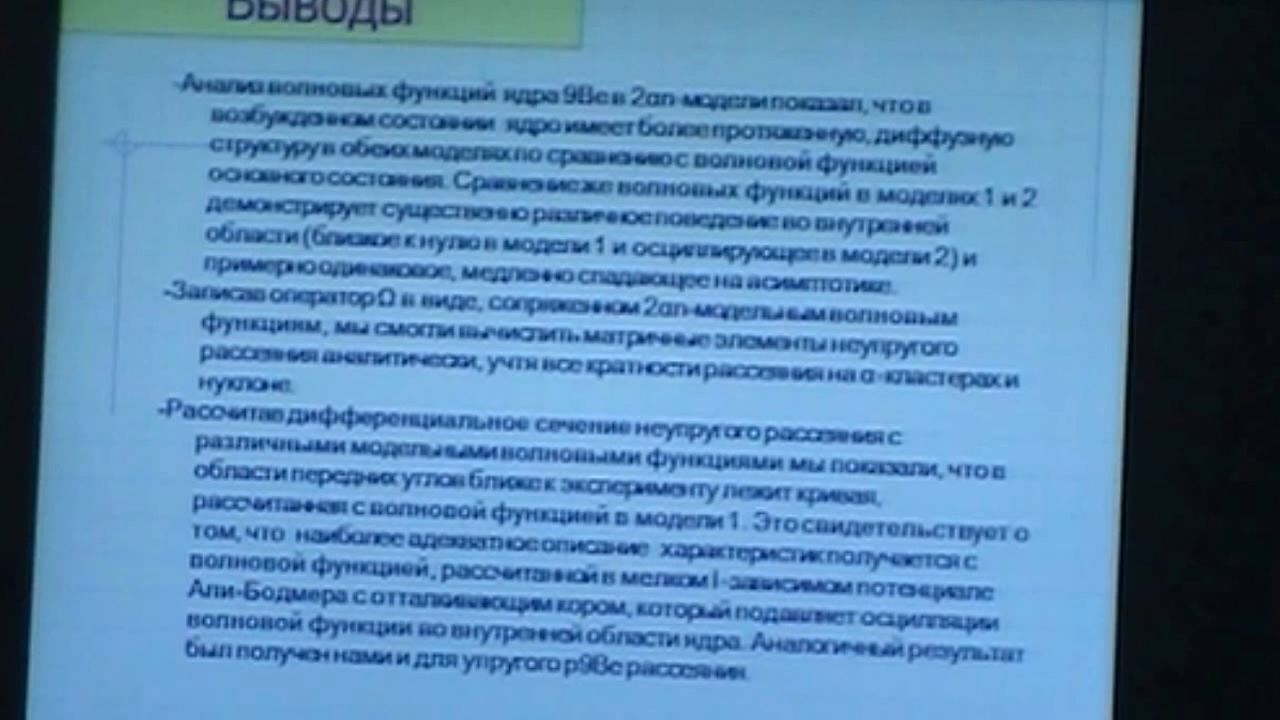 Выводы
-Анализ волновых функций ядра 9Be в 2αn-модели показал, что в
возбужденном состоянии ядро имеет более протяженную, диффузную
структуру в обеих моделях по сравнению с волновой функцией
основного состояния. Сравнение же волновых функций в моделях 1 и 2
демонстрирует существенно различное поведение во внутренней
области (близкое к нулю в модели 1 и осциллирующее в модели 2) и
примерно одинаковое, медленно спадающее на асимптотике.
-Записав оператор Ω в виде, сопряженном 2αn-модельным волновым
функциям, мы смогли вычислить матричные элементы неупругого
рассеяния аналитически, учтя все кратности рассеяния на α-кластерах и
нуклоне.
-Рассчитав дифференциальное сечение неупругого рассеяния с
различными модельными волновыми функциями мы показали, что в
области передних углов ближе к эксперименту лежит кривая,
рассчитанная с волновой функцией в модели 1. Это свидетельствует о
том, что наиболее адекватное описание характеристик получается с
волновой функцией, рассчитанной в мелком l-зависимом потенциале
Али-Бодмера с отталкивающим кором, который подавляет осцилляции
волновой функции во внутренней области ядра. Аналогичный результат
был получен нами и для упругого p9Be рассеяния.